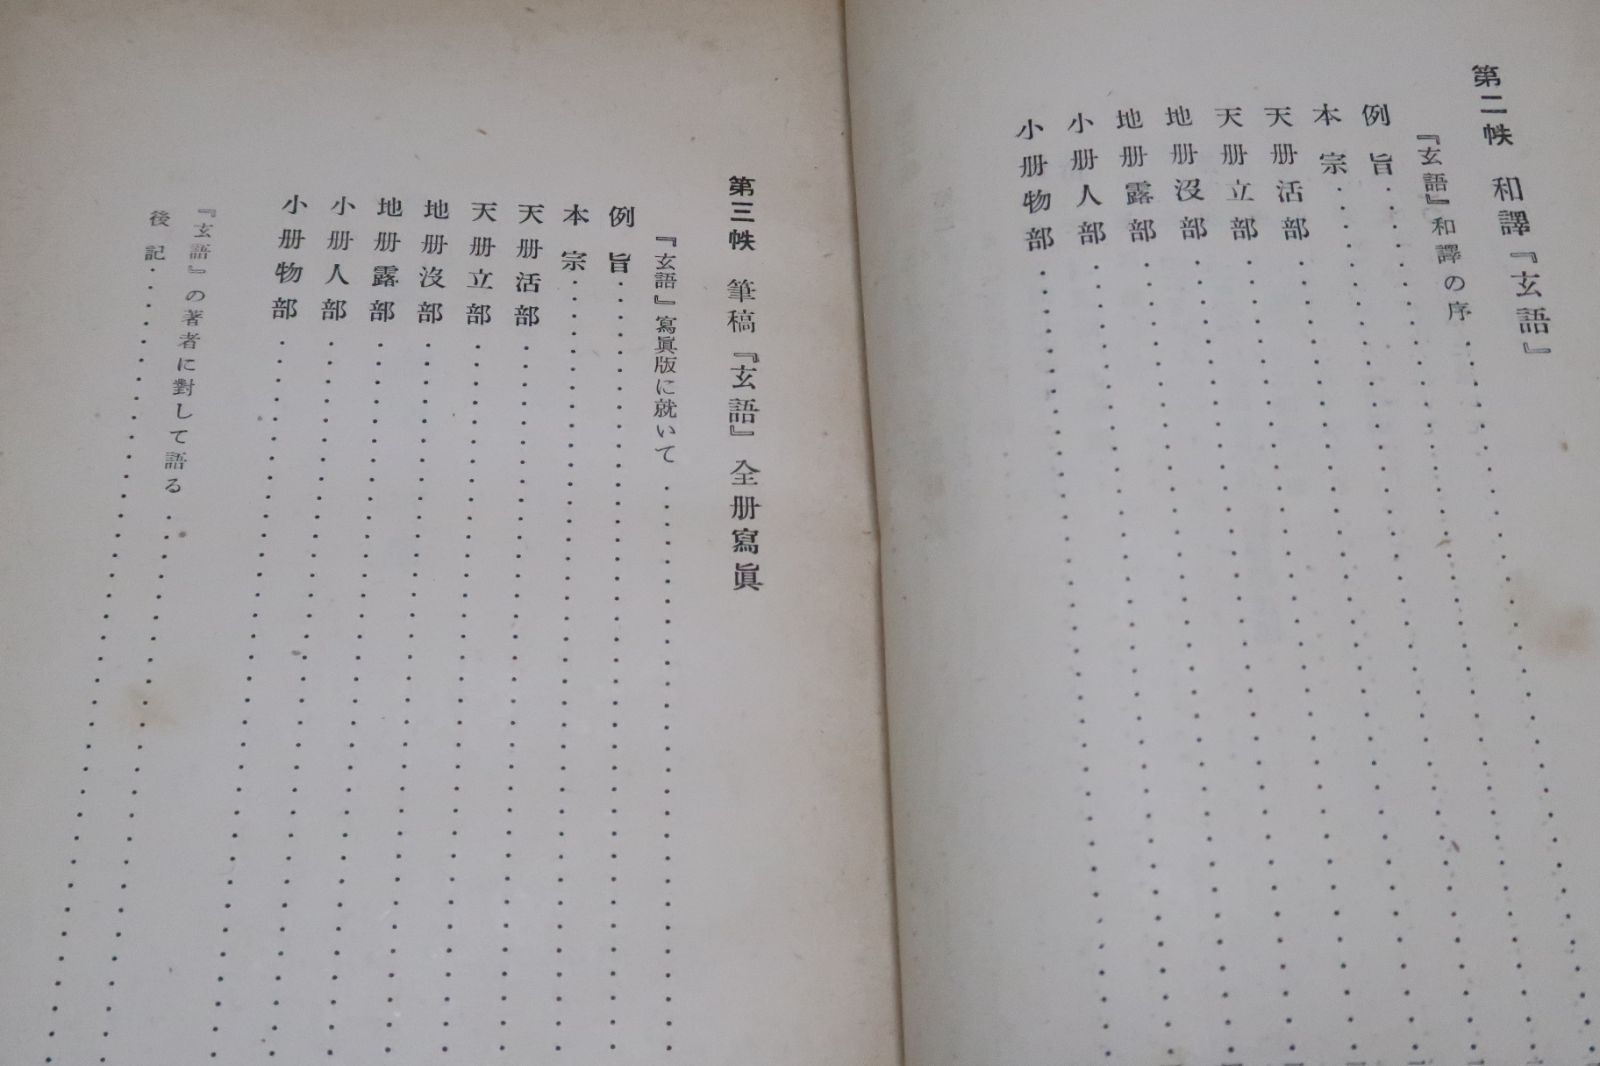 第二帙 和譯『玄語』
『玄語』和譯の序
例旨
本宗
天册活部
天册立部
地册沒部
地册露部
小册人部
小册物部
第三帙 筆稿『玄語』全册寫眞
『玄語』寫眞版に就いて
例旨
本宗
天册活部
天册立部
地册沒部
地册露部
小册人部
小册物部
『玄語』の著者に對して語る
後記